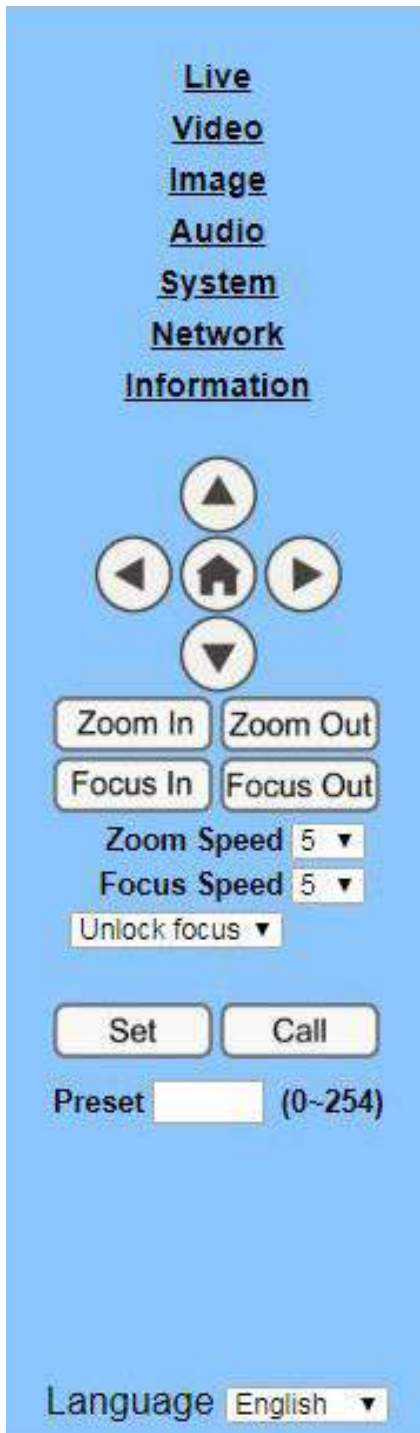 Live
Video
Image
Audio
System
Network
Information
Zoom In Zoom Out
Focus In Focus Out
Zoom Speed 5
Focus Speed 5
Unlock focus
Set Call
Preset (0~254)
Language English